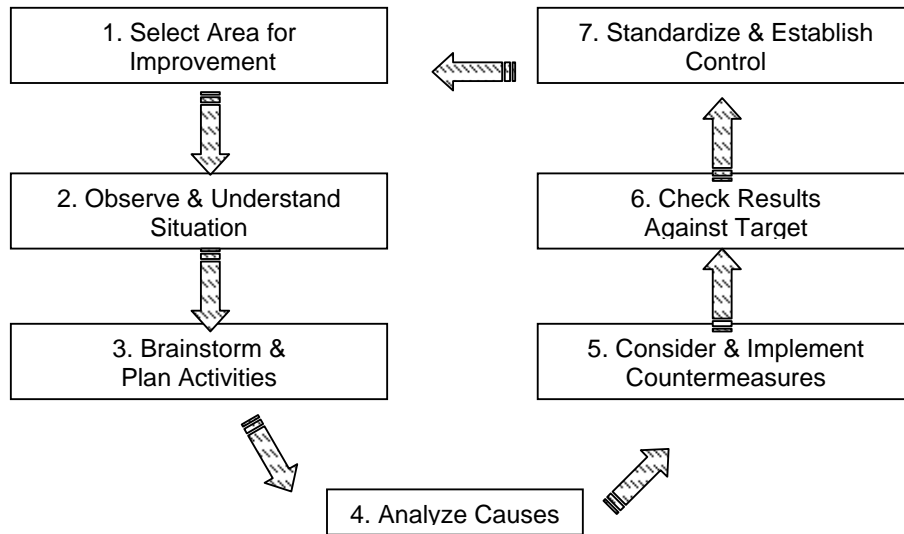 1. Select Area for
Improvement
2. Observe & Understand
Situation
3. Brainstorm &
Plan Activities
4. Analyze Causes
5. Consider & Implement
Countermeasures
6. Check Results
Against Target
7. Standardize & Establish
Control